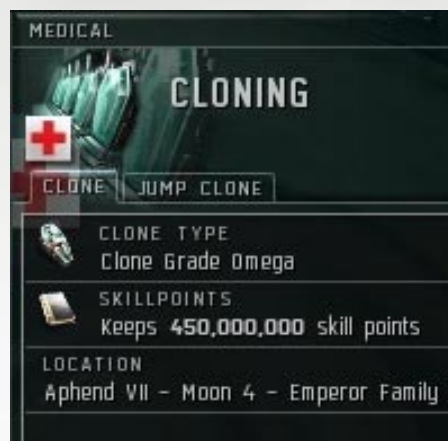 MEDICAL
CLONING
CLONE JUMP CLONE
CLONE TYPE
Clone Grade Omega
SKILLPOINTS
Keeps 450,000,000 skill points
LOCATION
Aphend VII - Moon 4 - Emperor Family